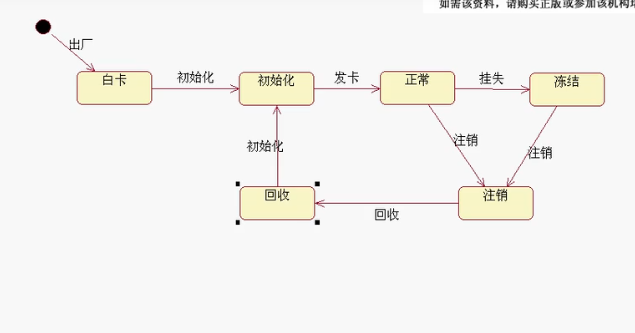 如需该资料，请购买正版或参加该机构培
出厂
白卡
初始化
初始化
发卡
正常
挂失
冻结
初始化
注销
注销
回收
回收
注销